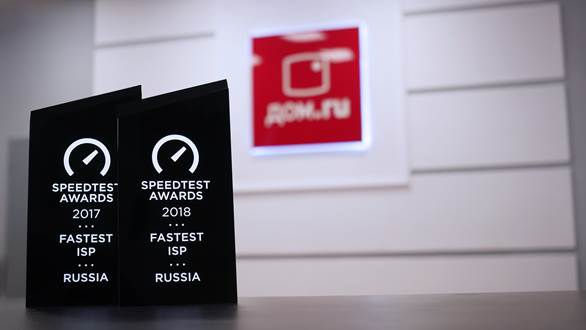 SPEEDTEST
AWARDS
2017
...
FASTEST
ISP
...
RUSSIA
SPEEDTEST
AWARDS
2018
...
FASTEST
ISP
...
RUSSIA
ДОМ.ru